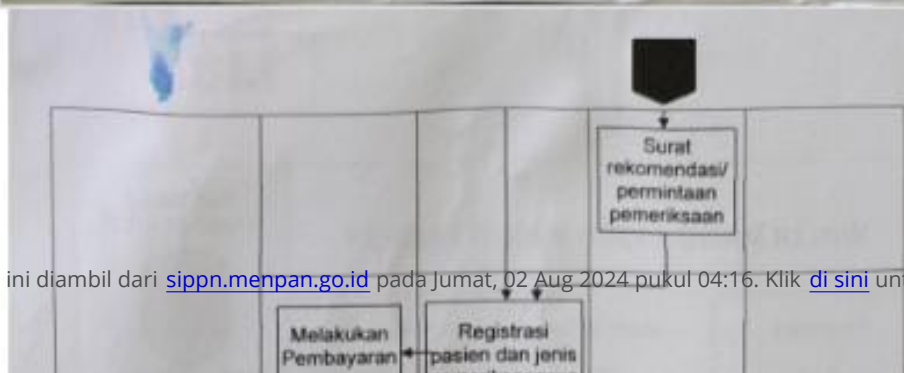 Surat
rekomendasi/
permintaan
pemeriksaan
ini diambil dari sippn.menpan.go.id pada Jumat, 02 Aug 2024 pukul 04:16. Klik di sini
Melakukan
Pembayaran
Registrasi
pasien dan jenis